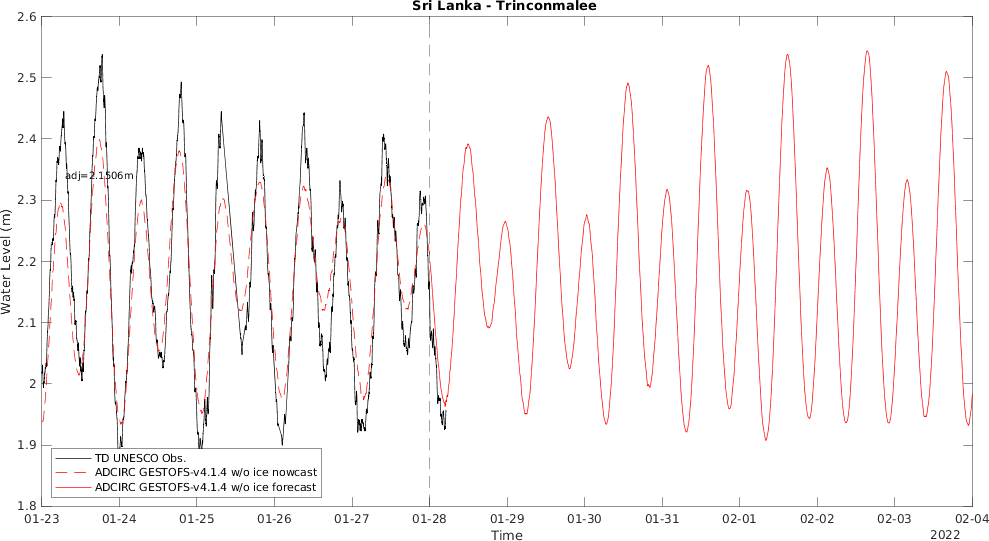 Sri Lanka - Trinconmalee
2.6
2.5
2.4
2.3
2.2
2.1
2
1.9
1.8
Water Level (m)
adj=2.1506m
TD UNESCO Obs.
ADCIRC GESTOFS-v4.1.4 w/o ice nowcast
ADCIRC GESTOFS-v4.1.4 w/o ice forecast
01-23 01-24 01-25 01-26 01-27 01-28 01-29 01-30 01-31 02-01 02-02 02-03 02-04
Time
2022